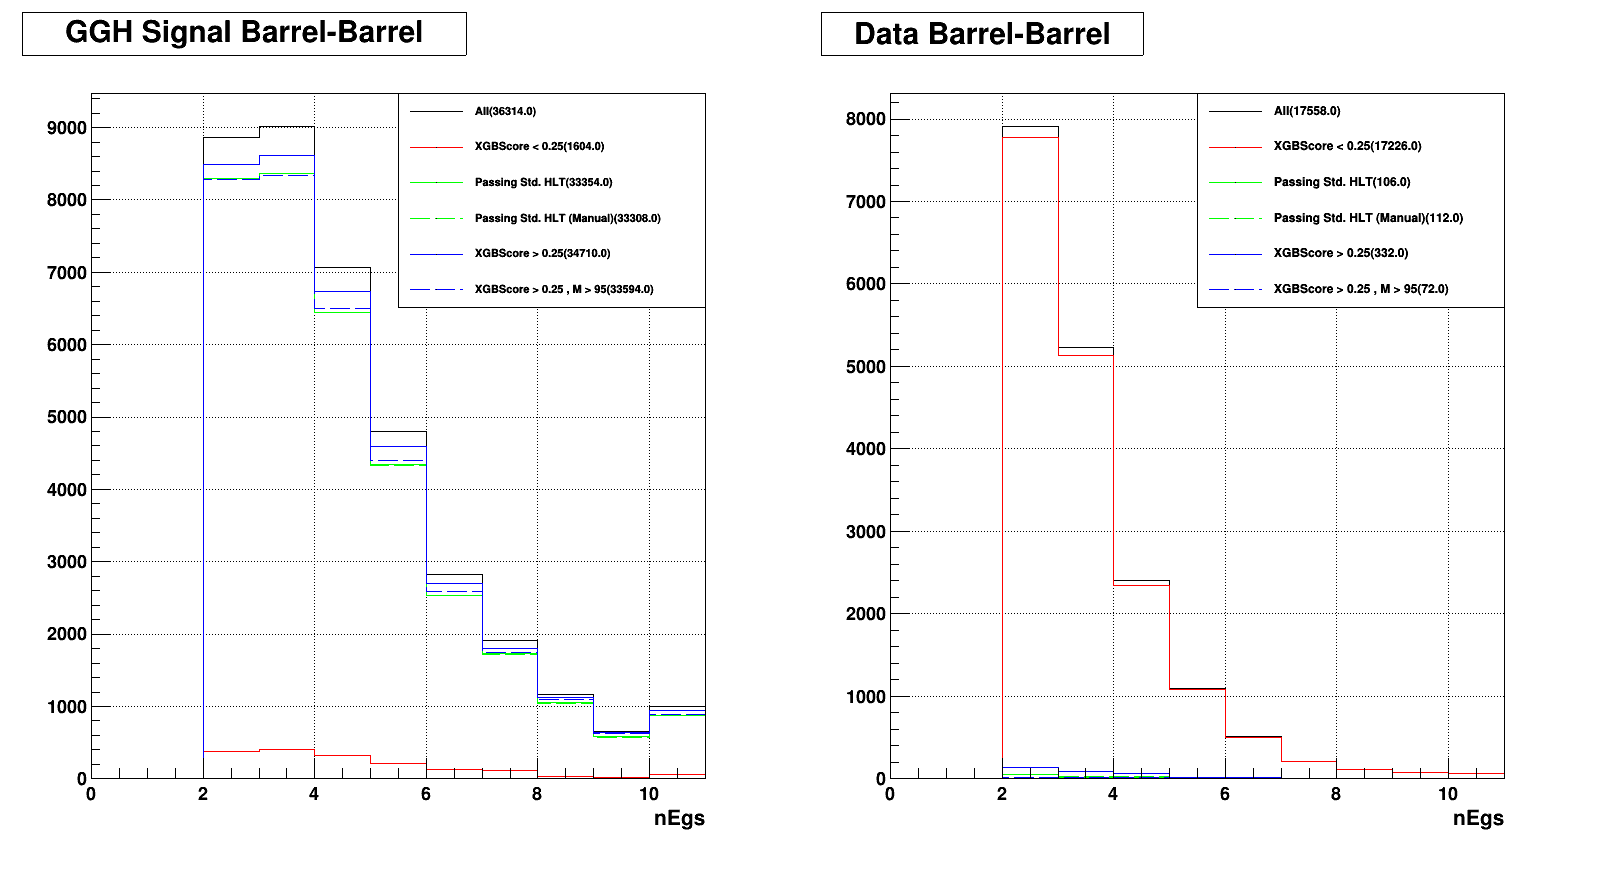 GGH Signal Barrel-Barrel
All(36314.0)
XGBScore < 0.25(1604.0)
Passing Std. HLT(33354.0)
Passing Std. HLT (Manual)(33308.0)
XGBScore > 0.25(34710.0)
XGBScore > 0.25 , M > 95(33594.0)
9000
8000
7000
6000
5000
4000
3000
2000
1000
0
0 2 4 6 8 10
nEgs
Data Barrel-Barrel
All(17558.0)
XGBScore < 0.25(17226.0)
Passing Std. HLT(106.0)
Passing Std. HLT (Manual)(112.0)
XGBScore > 0.25(332.0)
XGBScore > 0.25 , M > 95(72.0)
8000
7000
6000
5000
4000
3000
2000
1000
0
0 2 4 6 8 10
nEgs